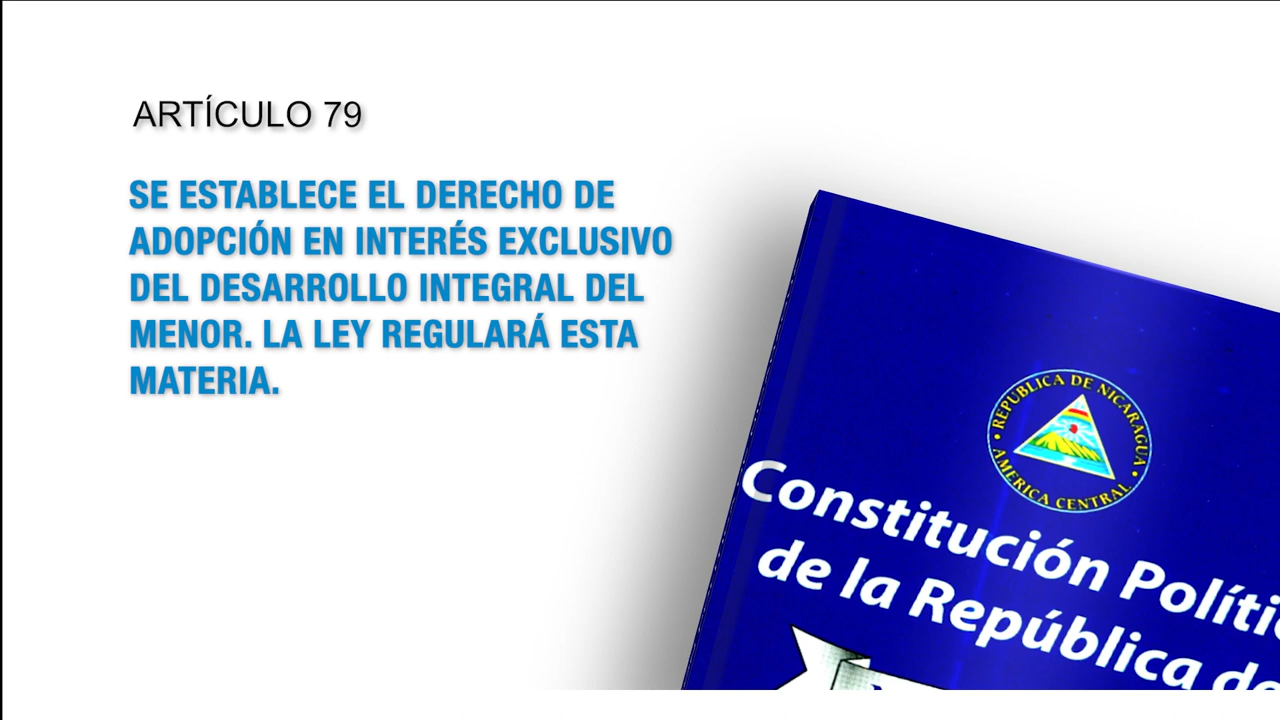 ARTÍCULO 79
SE ESTABLECE EL DERECHO DE
ADOPCIÓN EN INTERÉS EXCLUSIVO
DEL DESARROLLO INTEGRAL DEL
MENOR. LA LEY REGULARÁ ESTA
MATERIA.
REPUBLICA DE NICARAGUA
AMERICA CENTRAL
Constitución Políti
de la República de